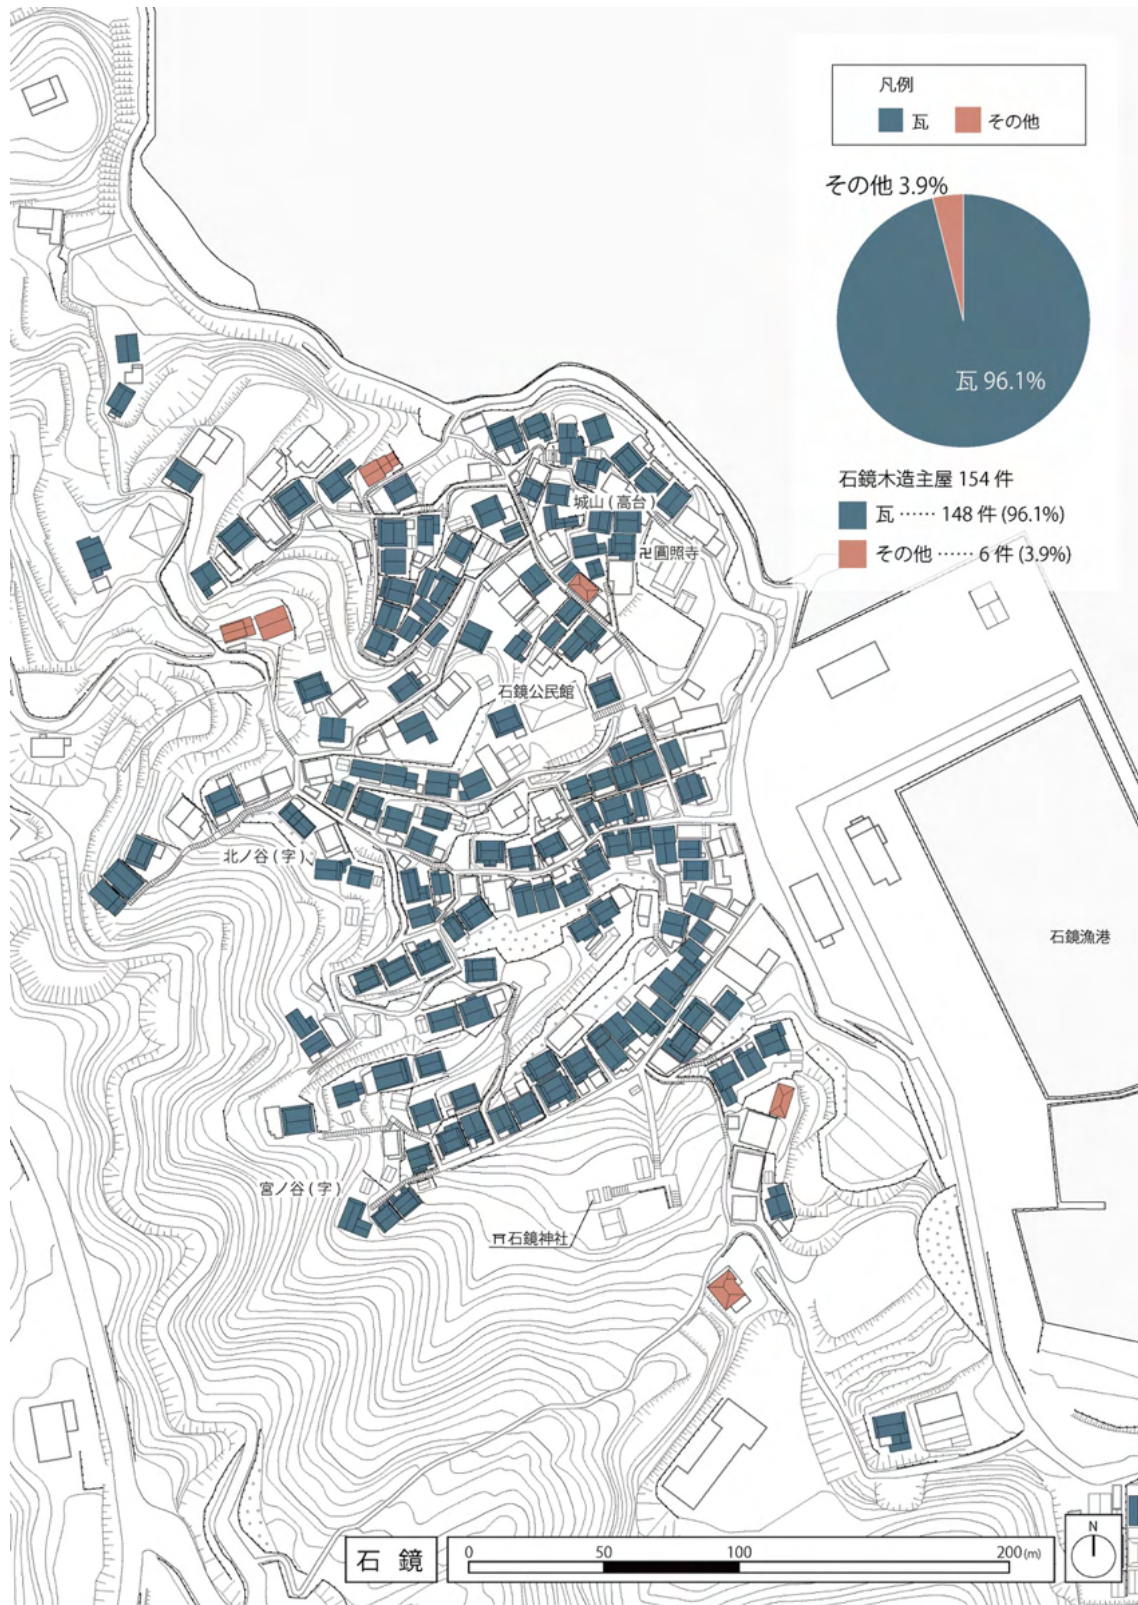 凡例
瓦 その他
その他 3.9%
瓦 96.1%
石鏡木造主屋 154 件
瓦 …… 148 件 (96.1%)
その他 …… 6 件 (3.9%)
城山 ( 高台 )
卍圓照寺
石鏡公民館
北ノ谷 ( 字 )
石鏡漁港
宮ノ谷 ( 字 )
石鏡神社
石 鏡
0 50 100 200 (m)
N